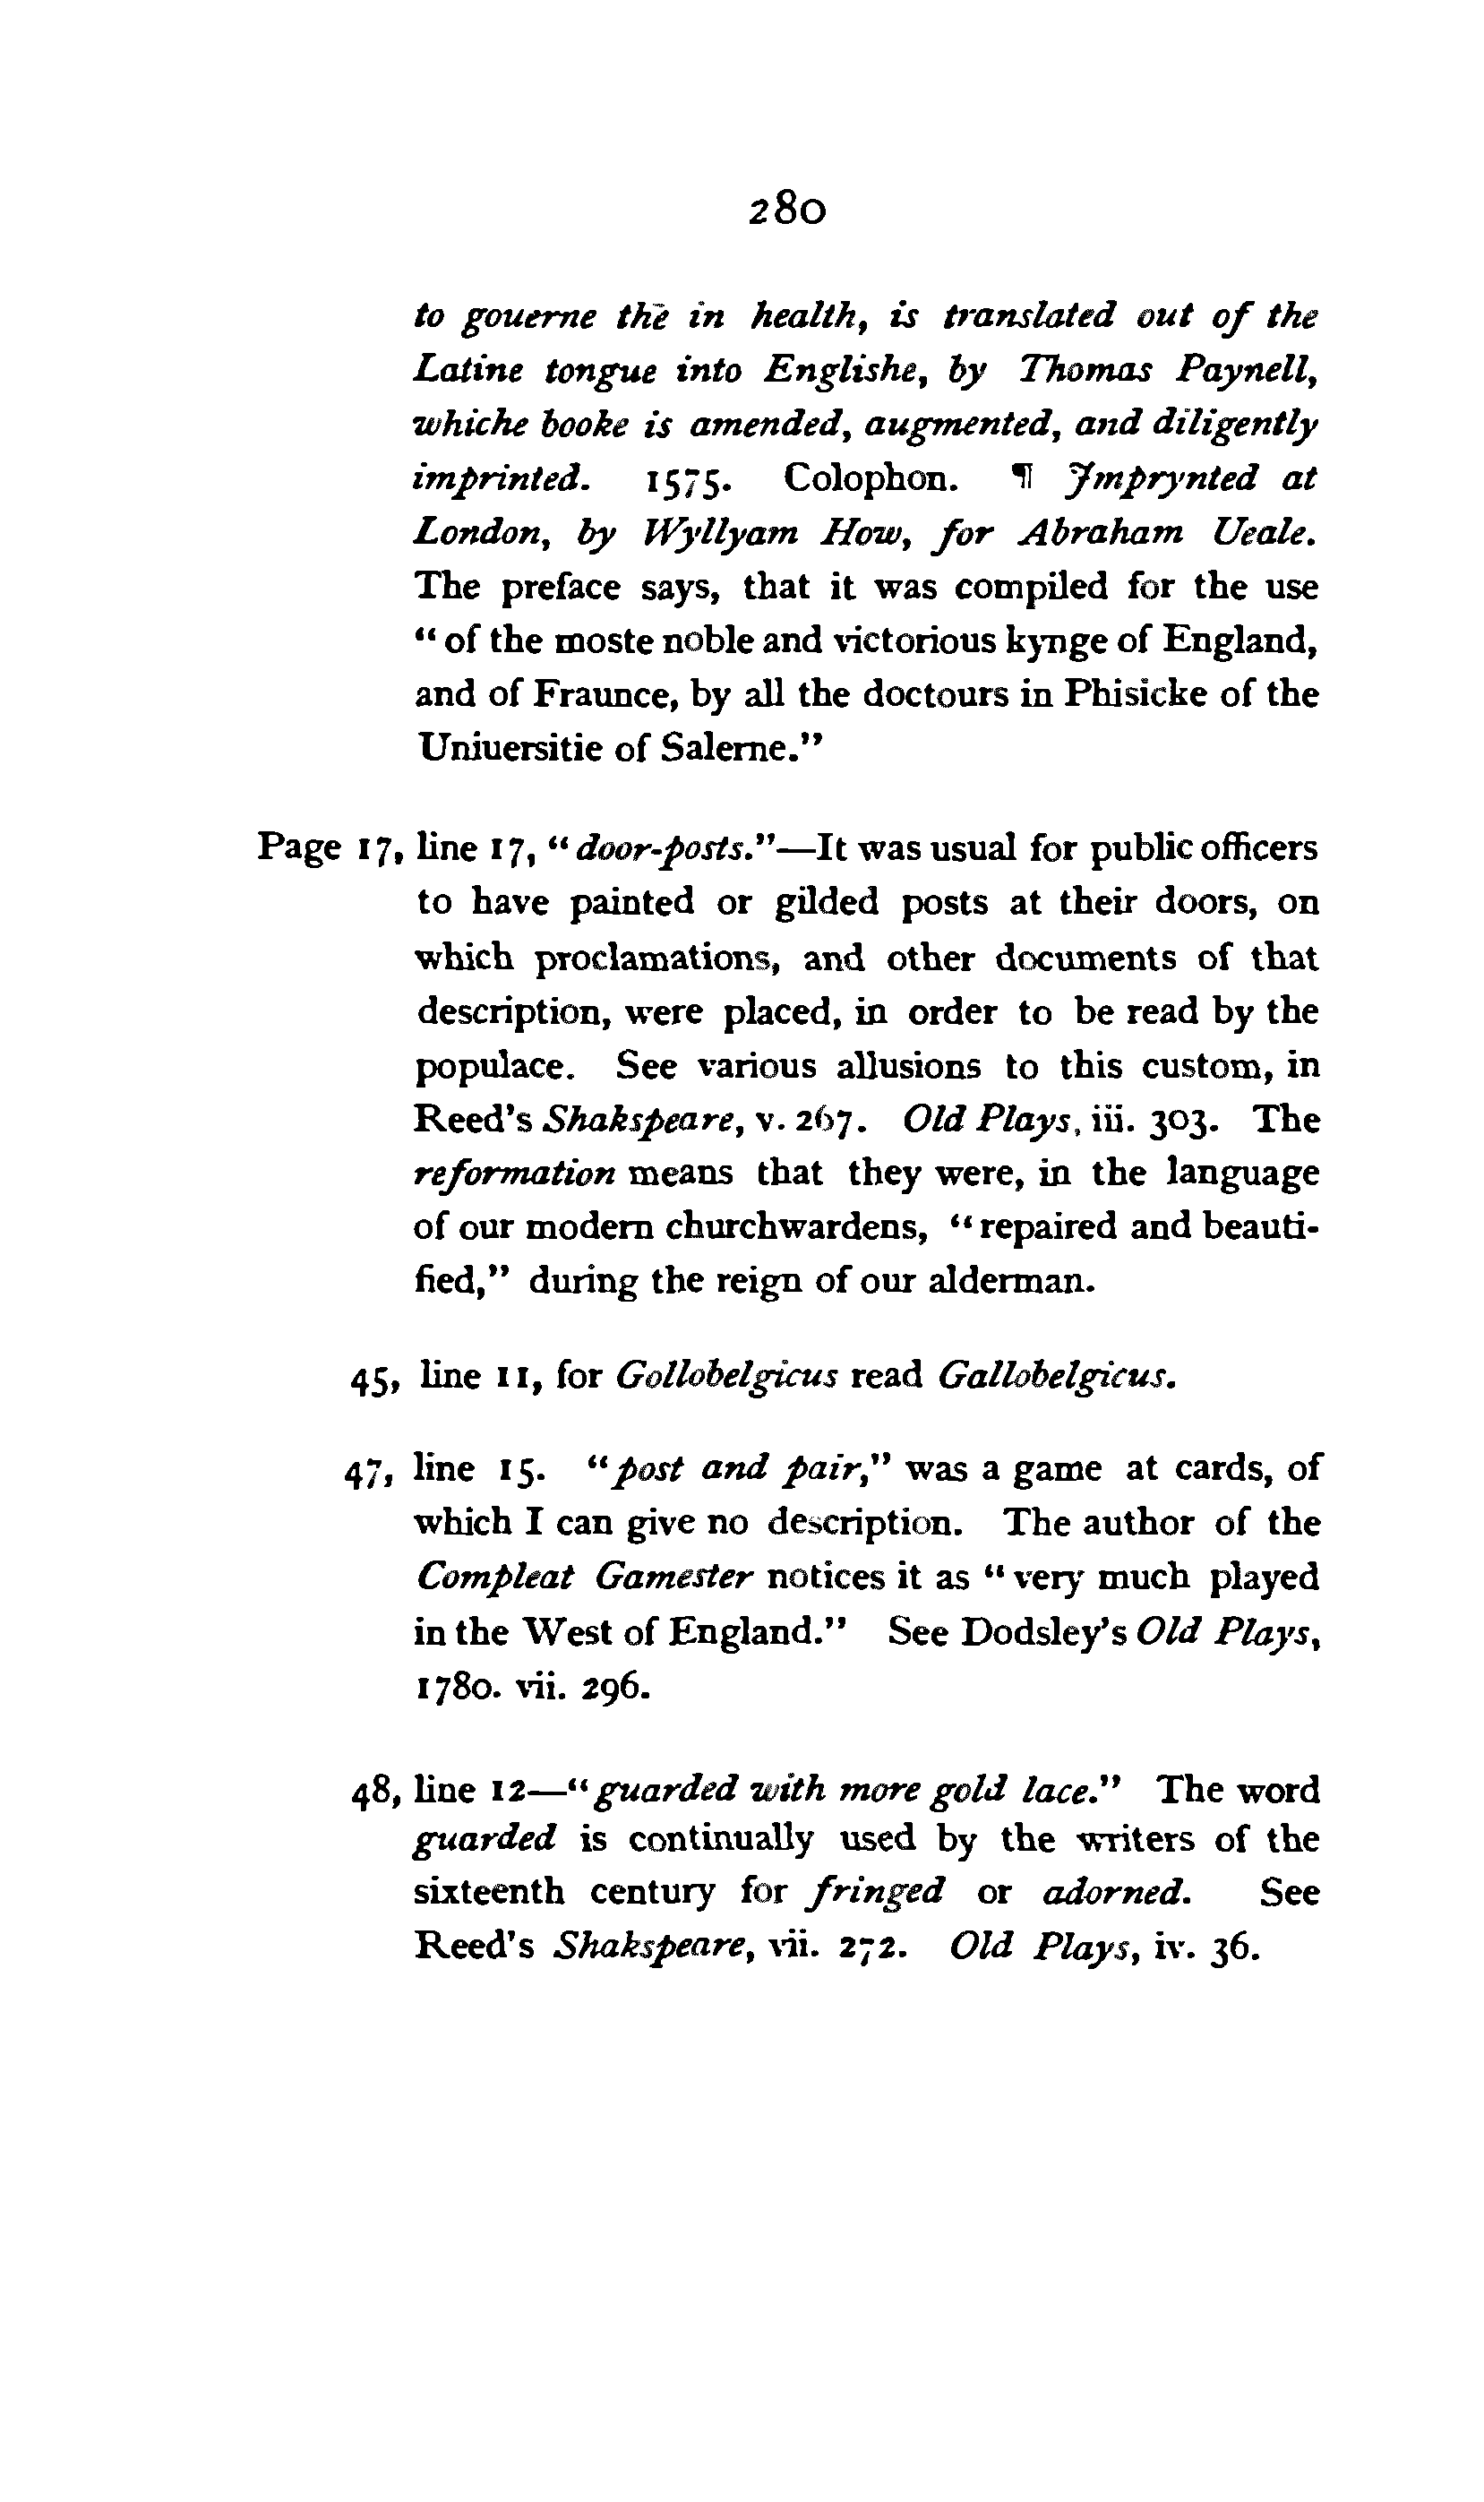 280
to gouerne thē in health, is translated out of the
Latine tongue into Englishe, by Thomas Paynell,
whiche booke is amended, augmented, and diligently
imprinted. 1575. Colophon. ¶ Jmprynted at
London, by Wyllyam How, for Abraham Ueale.
The preface says, that it was compiled for the use
“of the moste noble and victorious kynge of England,
and of Fraunce, by all the doctours in Phisicke of the
Uniuersitie of Salerne.”
Page 17, line 17, “door-posts.”—It was usual for public officers
to have painted or gilded posts at their doors, on
which proclamations, and other documents of that
description, were placed, in order to be read by the
populace. See various allusions to this custom, in
Reed’s Shakspeare, v. 267. Old Plays, iii. 303. The
reformation means that they were, in the language
of our modern churchwardens, “repaired and beauti-
fied,” during the reign of our alderman.
45, line 11, for Gollobelgicus read Gallobelgicus.
47, line 15. “post and pair,” was a game at cards, of
which I can give no description. The author of the
Compleat Gamester notices it as “very much played
in the West of England.” See Dodsley’s Old Plays,
1780. vii. 296.
48, line 12—“guarded with more gold lace.” The word
guarded is continually used by the writers of the
sixteenth century for fringed or adorned. See
Reed’s Shakspeare, vii. 272. Old Plays, iv. 36.